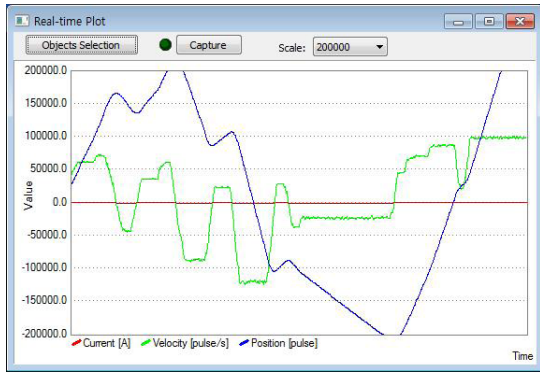 Real-time Plot
Objects Selection
Capture
Scale: 200000
200000.0
150000.0
100000.0
50000.0
0.0
-50000.0
-100000.0
-150000.0
-200000.0
Value
Current [A] Velocity [pulse/s] Position [pulse]
Time